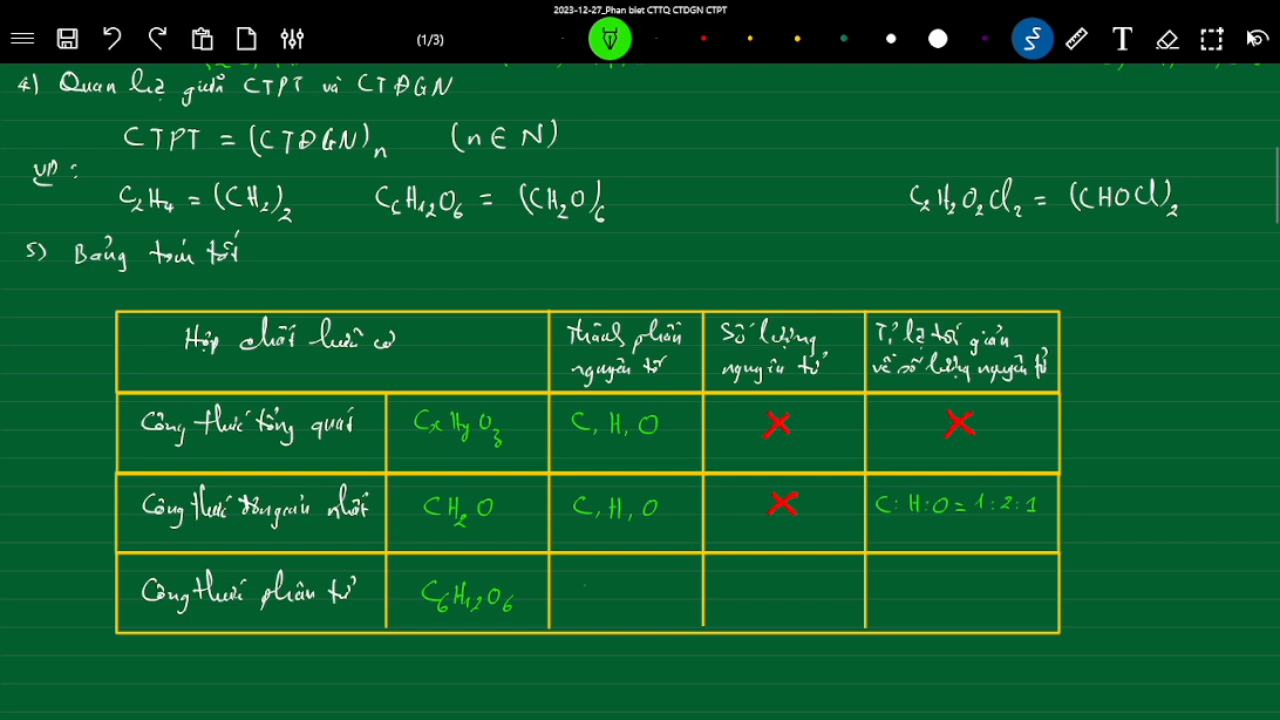 2023-12-27_Phan biet CTTQ CTDGN CTPT
(1/3)
T
4) Quan hệ giữa CTPT và CTĐGN
CTPT = (CTĐGN)n (n ∈ N)
VD:
C2H4 = (CH2)2 C6H12O6 = (CH2O)6 C2H2O2Cl2 = (CHOCl)2
5) Bảng tóm tắt
Hợp chất hữu cơ
Thành phần
nguyên tố
Số lượng
nguyên tử
Tỉ lệ tối giản
về số lượng nguyên tử
Công thức tổng quát CxHyOz C, H, O
Công thức đơn giản nhất CH2O C, H, O C: H: O = 1:2:1
Công thức phân tử C6H12O6